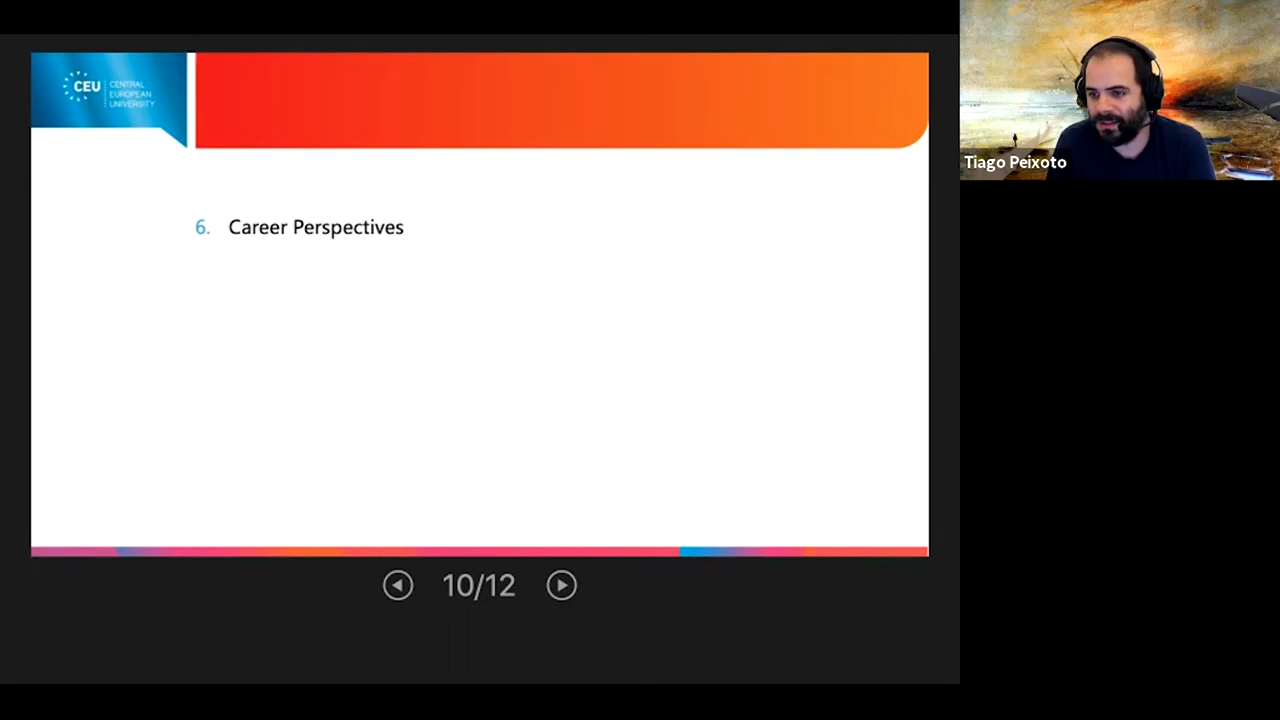 CEU
CENTRAL
EUROPEAN
UNIVERSITY
6. Career Perspectives
10/12
Tiago Peixoto